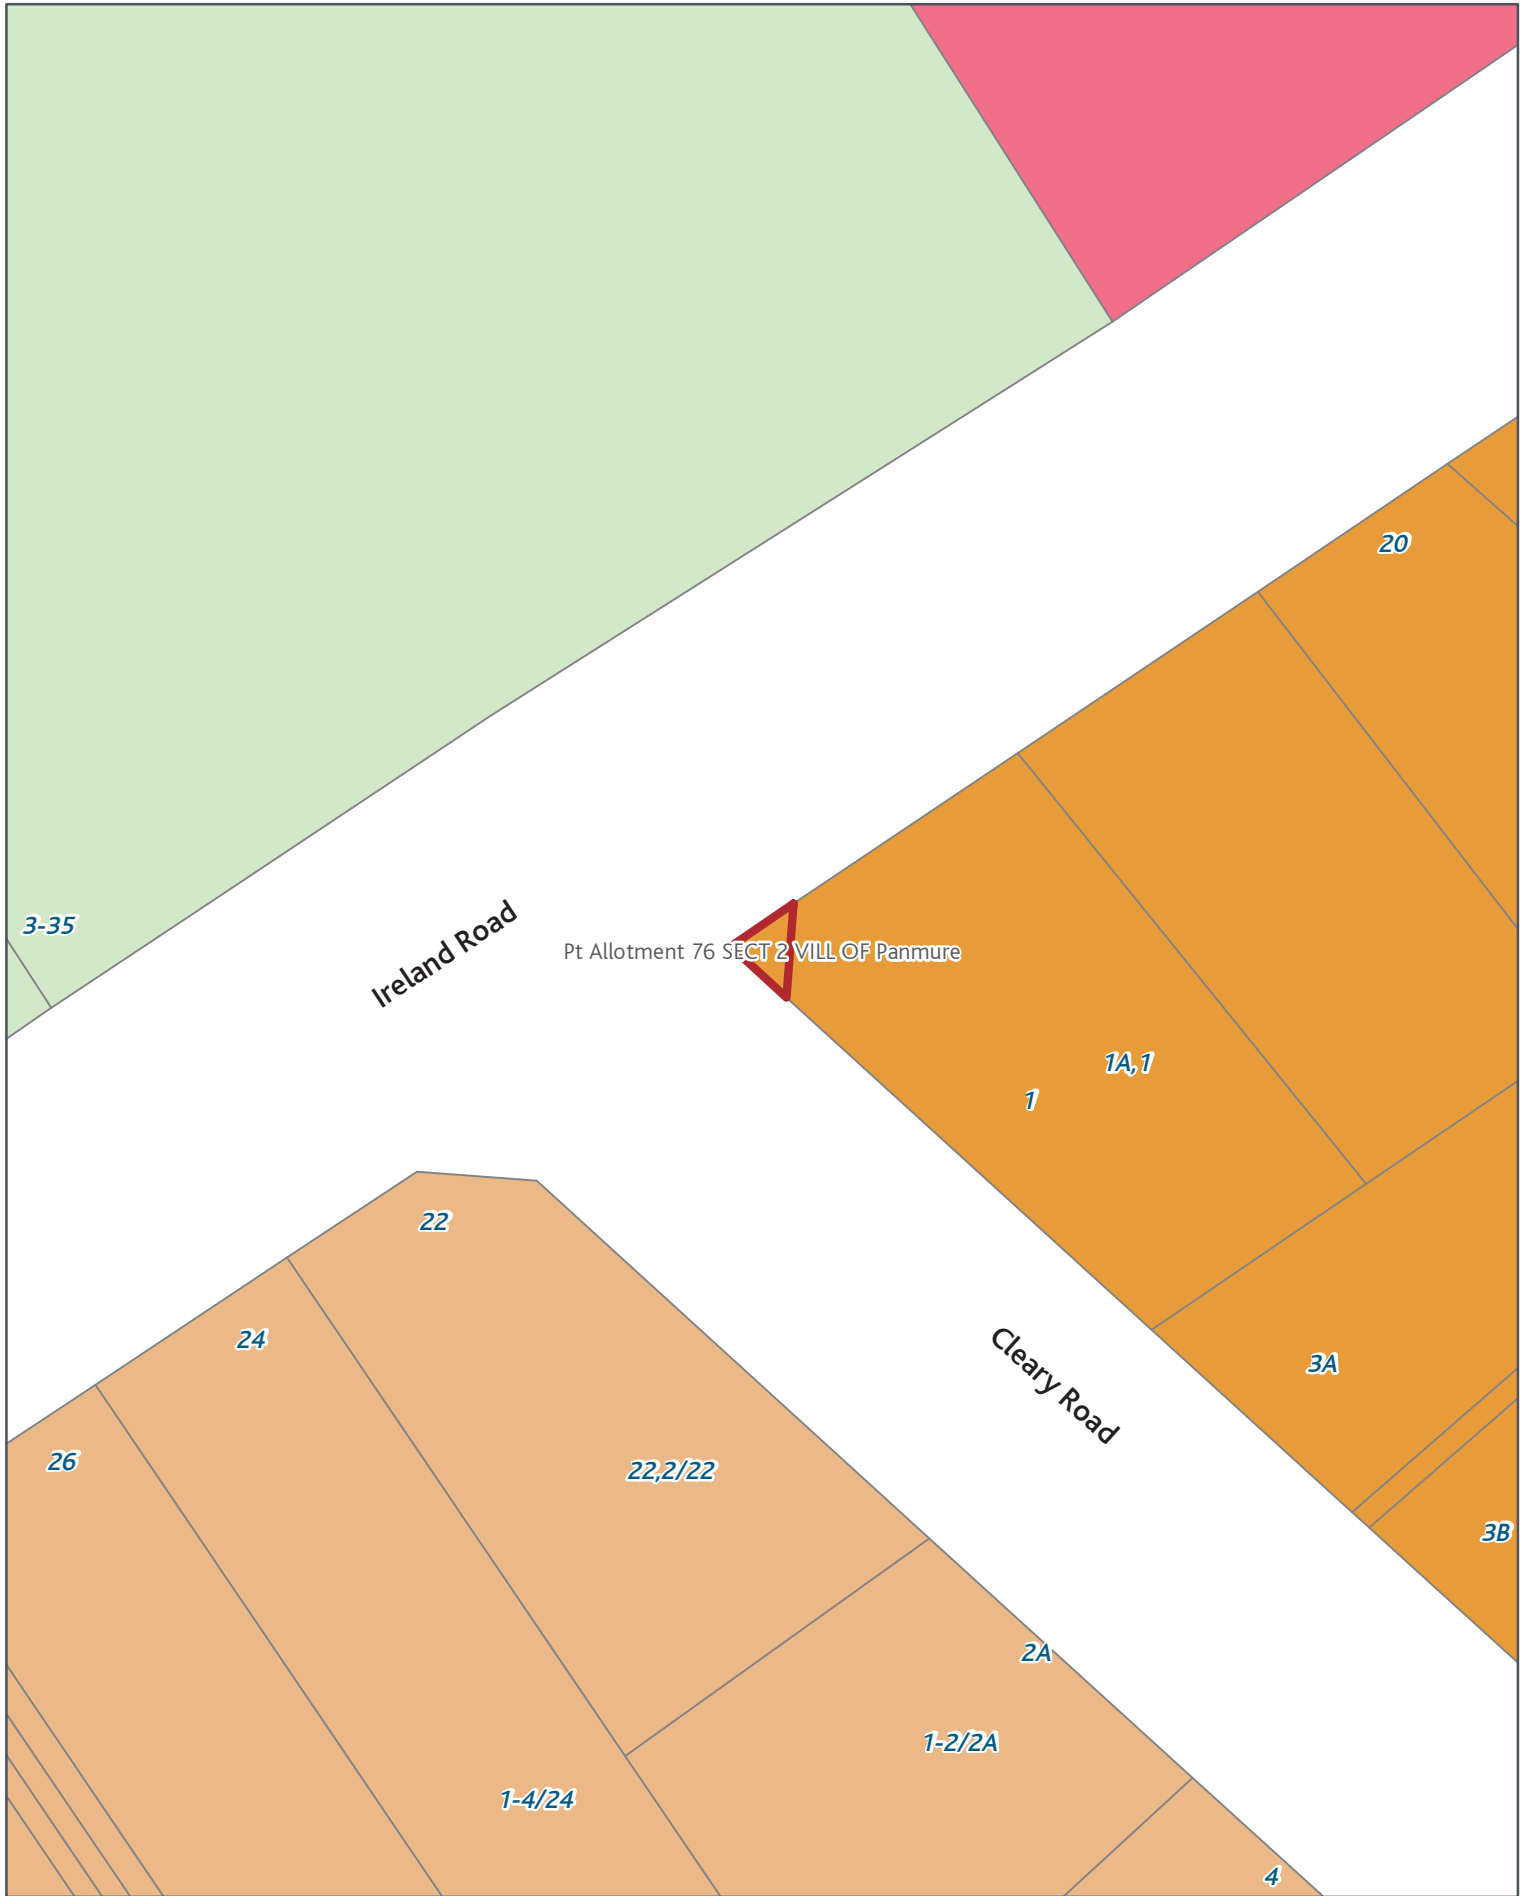 20
3-35
Ireland Road
Pt Allotment 76 SECT 2 VILL OF Panmure
1A,1
1
22
24
Cleary Road
3A
26
22,2/22
3B
2A
1-2/2A
1-4/24
4